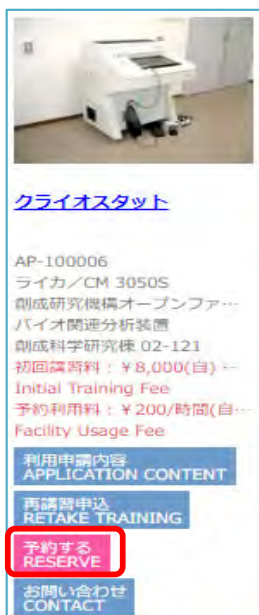 クライオスタット
AP-100006
ライカ/CM 3050S
創成研究機構オープンファ…
バイオ関連分析装置
創成科学研究棟 02-121
初回講習料：￥8,000(自)…
Initial Training Fee
予約利用料：￥200/時間(自…
Facility Usage Fee
利用申請内容
APPLICATION CONTENT
再講習申込
RETAKE TRAINING
予約する
RESERVE
お問い合わせ
CONTACT